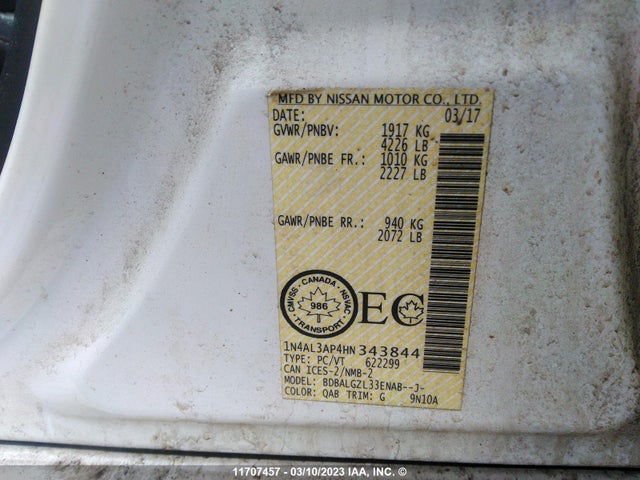 MFD BY NISSAN MOTOR CO., LTD.
DATE: 03/17
GVWR/PNBV: 1917 KG
4226 LB
GAWR/PNBE FR.: 1010 KG
2227 LB
GAWR/PNBE RR.: 940 KG
2072 LB
CANADA
CMVSS NSVAC
986
TRANSPORT
EC
1N4AL3AP4HN343844
TYPE: PC/VT 622299
CAN ICES-2/NMB-2
MODEL: BDBALGZL33ENAB--J-
COLOR: QAB TRIM: G 9N10A
11707457 - 03/10/2023 IAA, INC. ©